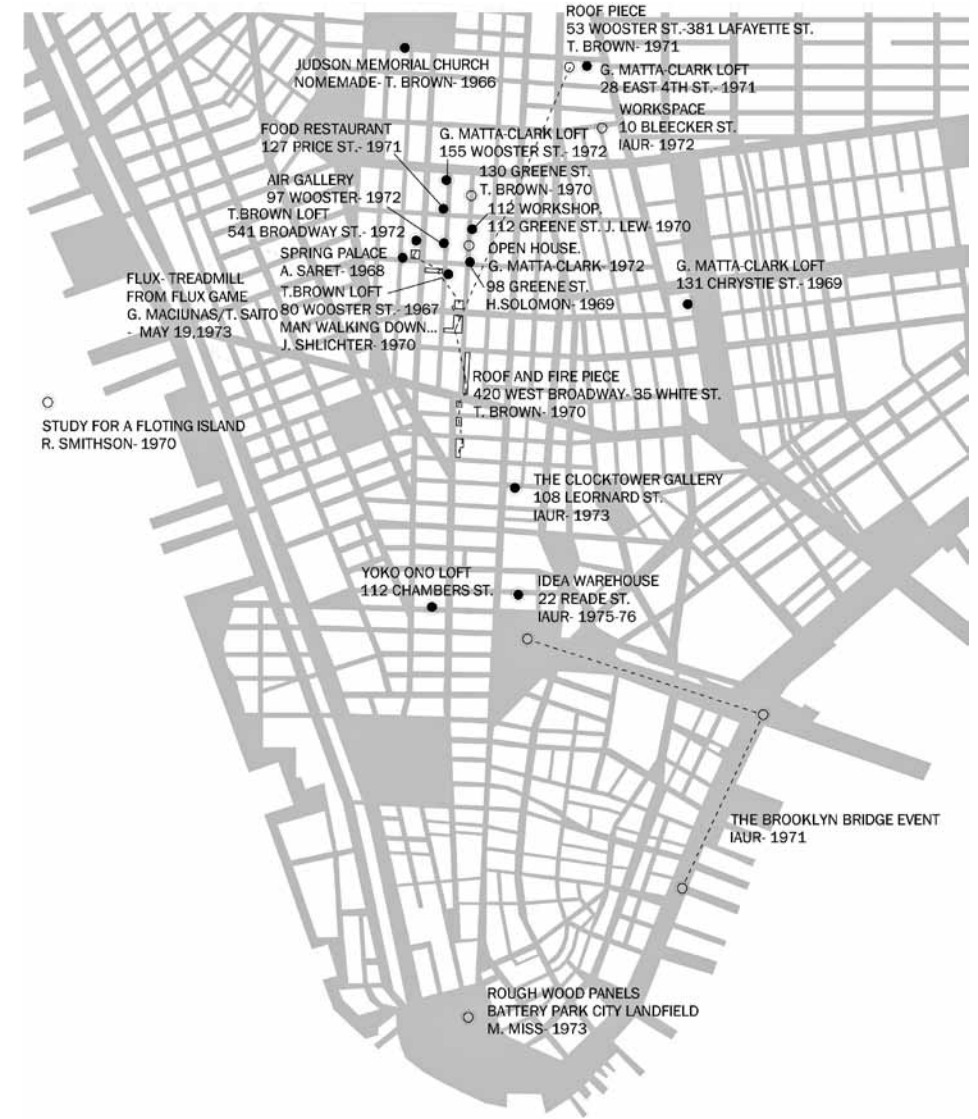 ROOF PIECE
53 WOOSTER ST.-381 LAFAYETTE ST.
T. BROWN- 1971
JUDSON MEMORIAL CHURCH
NOMEMADE- T. BROWN- 1966
G. MATTA-CLARK LOFT
28 EAST 4TH ST.- 1971
WORKSPACE
10 BLEECKER ST.
IAUR- 1972
FOOD RESTAURANT
127 PRICE ST.- 1971
G. MATTA-CLARK LOFT
155 WOOSTER ST.- 1972
130 GREENE ST.
T. BROWN- 1970
AIR GALLERY
97 WOOSTER- 1972
112 WORKSHOP.
112 GREENE ST. J. LEW- 1970
T.BROWN LOFT
541 BROADWAY ST.- 1972
OPEN HOUSE.
G. MATTA-CLARK- 1972
SPRING PALACE
A. SARET- 1968
98 GREENE ST.
H.SOLOMON- 1969
G. MATTA-CLARK LOFT
131 CHRYSTIE ST.- 1969
FLUX- TREADMILL
FROM FLUX GAME
G. MACIUNAS/T. SAITO
- MAY 19,1973
T.BROWN LOFT
80 WOOSTER ST.- 1967
MAN WALKING DOWN...
J. SHLICHTER- 1970
ROOF AND FIRE PIECE
420 WEST BROADWAY- 35 WHITE ST.
T. BROWN- 1970
STUDY FOR A FLOTING ISLAND
R. SMITHSON- 1970
THE CLOCKTOWER GALLERY
108 LEORNARD ST.
IAUR- 1973
YOKO ONO LOFT
112 CHAMBERS ST.
IDEA WAREHOUSE
22 READE ST.
IAUR- 1975-76
THE BROOKLYN BRIDGE EVENT
IAUR- 1971
ROUGH WOOD PANELS
BATTERY PARK CITY LANDFIELD
M. MISS- 1973